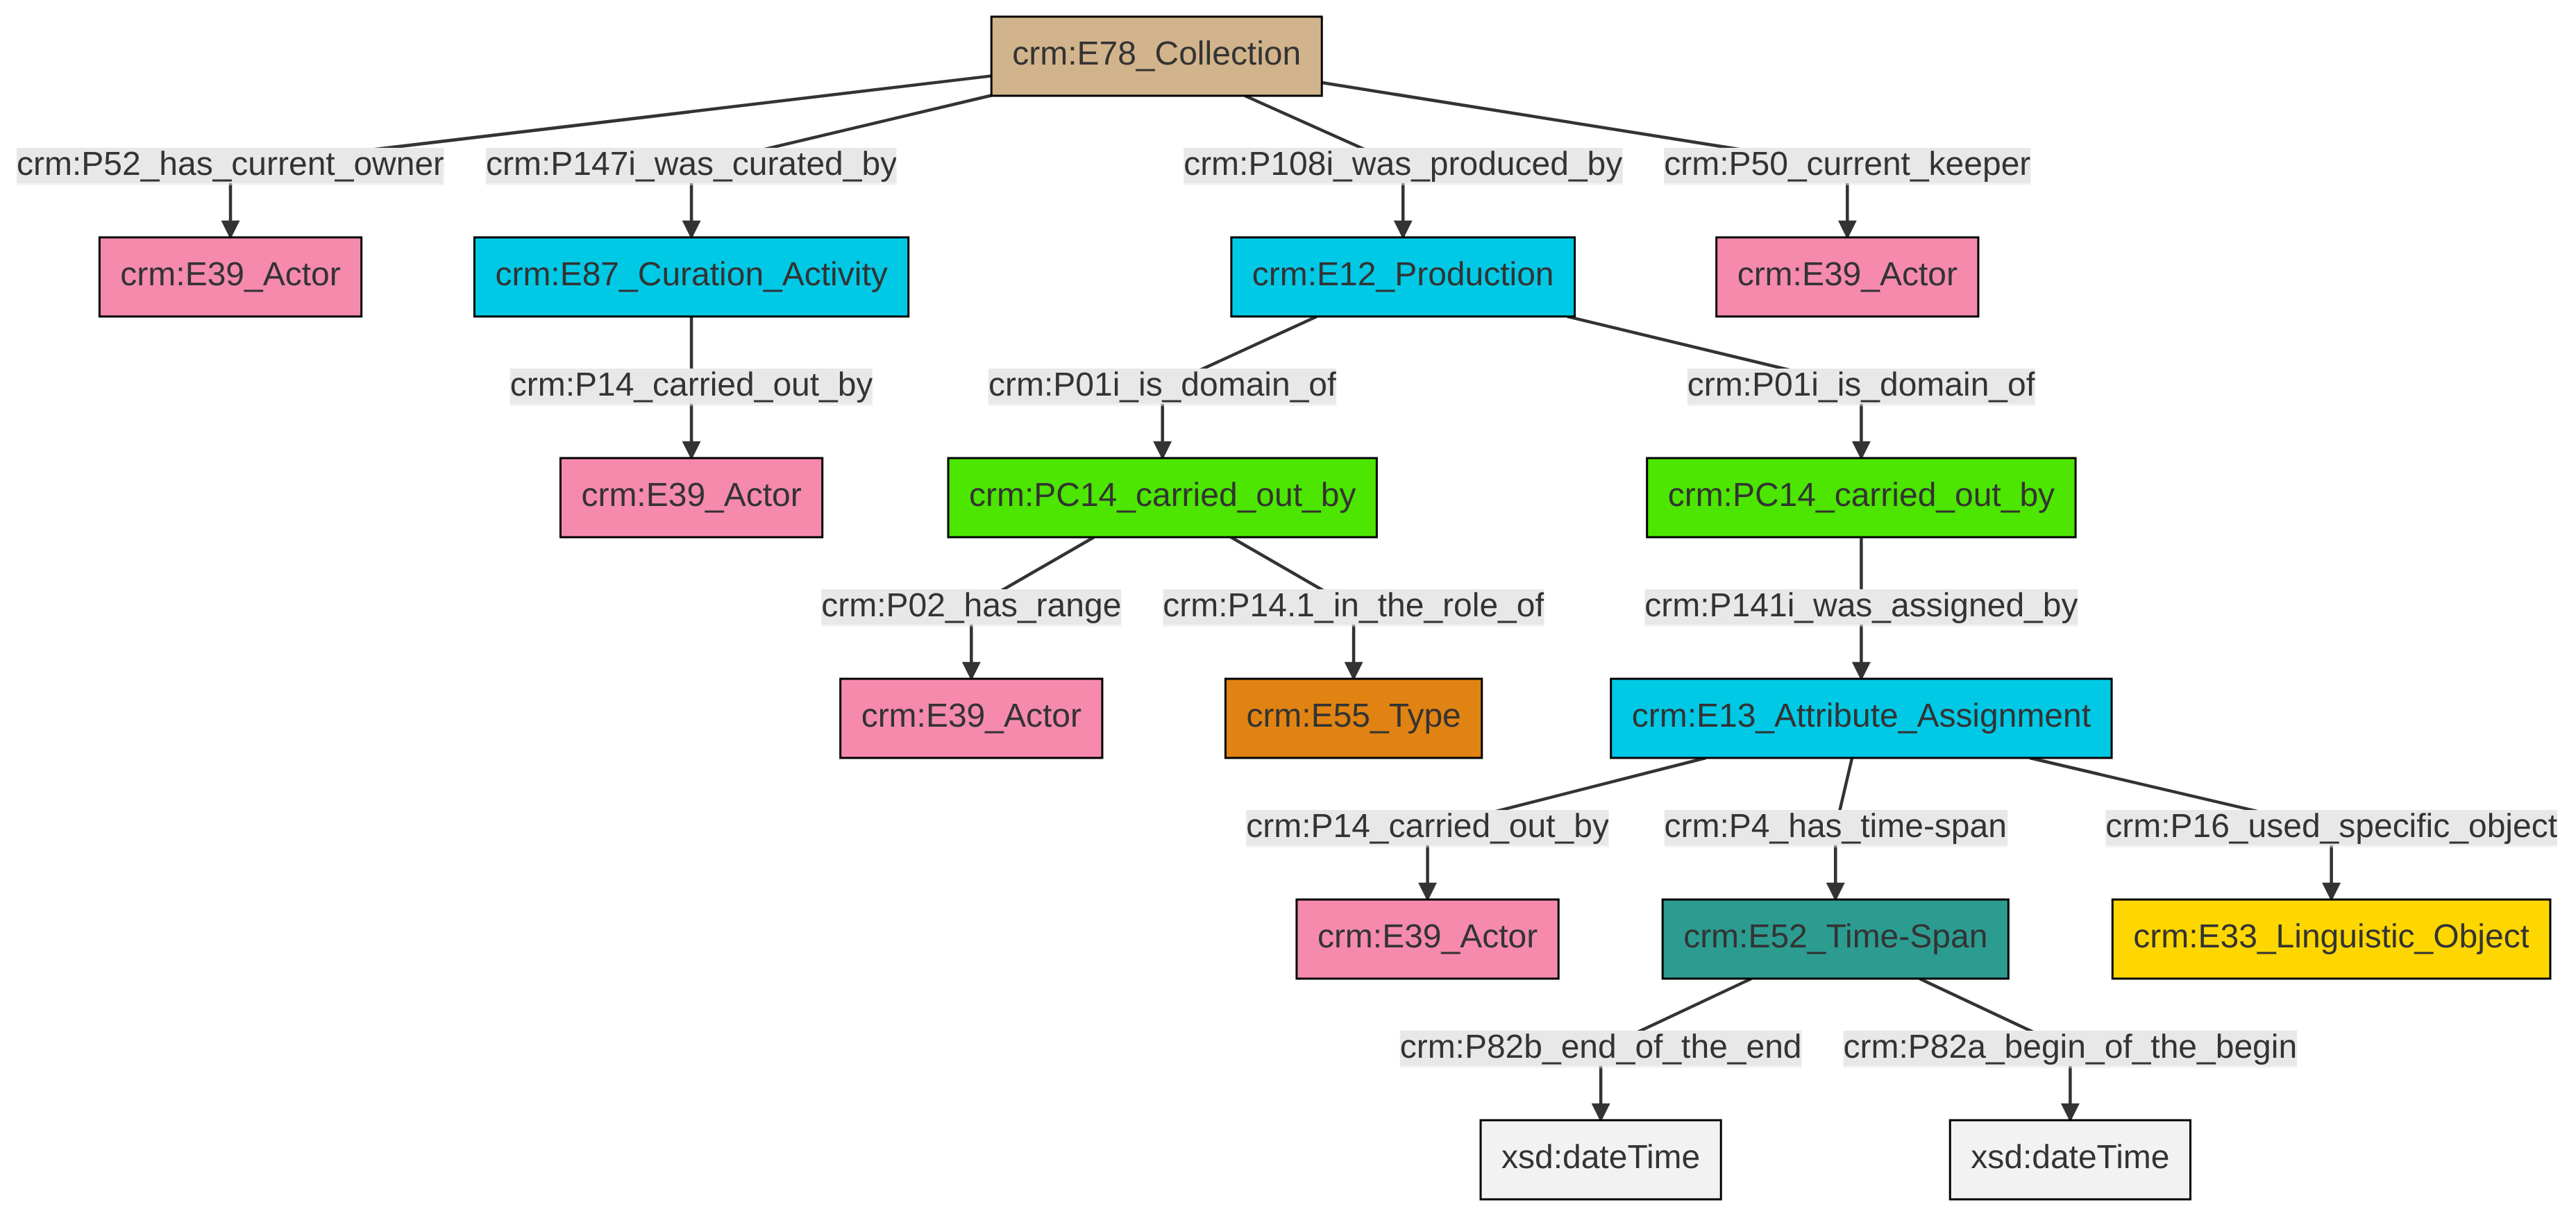 crm:E78_Collection
crm:P52_has_current_owner
crm:P147i_was_curated_by
crm:P108i_was_produced_by
crm:P50_current_keeper
crm:E39_Actor
crm:E87_Curation_Activity
crm:E12_Production
crm:E39_Actor
crm:P14_carried_out_by
crm:P01i_is_domain_of
crm:P01i_is_domain_of
crm:E39_Actor
crm:PC14_carried_out_by
crm:PC14_carried_out_by
crm:P02_has_range
crm:P14.1_in_the_role_of
crm:P141i_was_assigned_by
crm:E39_Actor
crm:E55_Type
crm:E13_Attribute_Assignment
crm:P14_carried_out_by
crm:P4_has_time-span
crm:P16_used_specific_object
crm:E39_Actor
crm:E52_Time-Span
crm:E33_Linguistic_Object
crm:P82b_end_of_the_end
crm:P82a_begin_of_the_begin
xsd:dateTime
xsd:dateTime